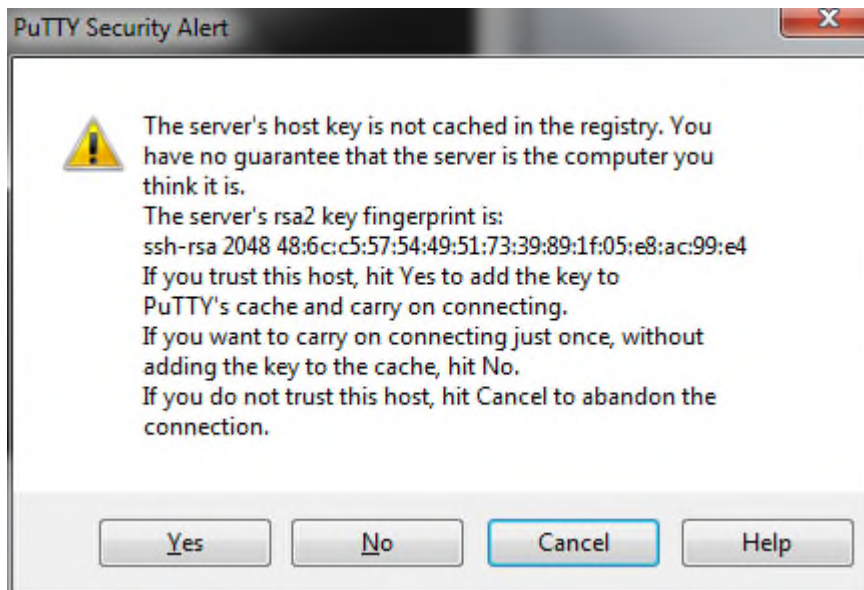 PuTTY Security Alert
The server's host key is not cached in the registry. You
have no guarantee that the server is the computer you
think it is.
The server's rsa2 key fingerprint is:
ssh-rsa 2048 48:6c:c5:57:54:49:51:73:39:89:1f:05:e8:ac:99:e4
If you trust this host, hit Yes to add the key to
PuTTY's cache and carry on connecting.
If you want to carry on connecting just once, without
adding the key to the cache, hit No.
If you do not trust this host, hit Cancel to abandon the
connection.
Yes No Cancel Help